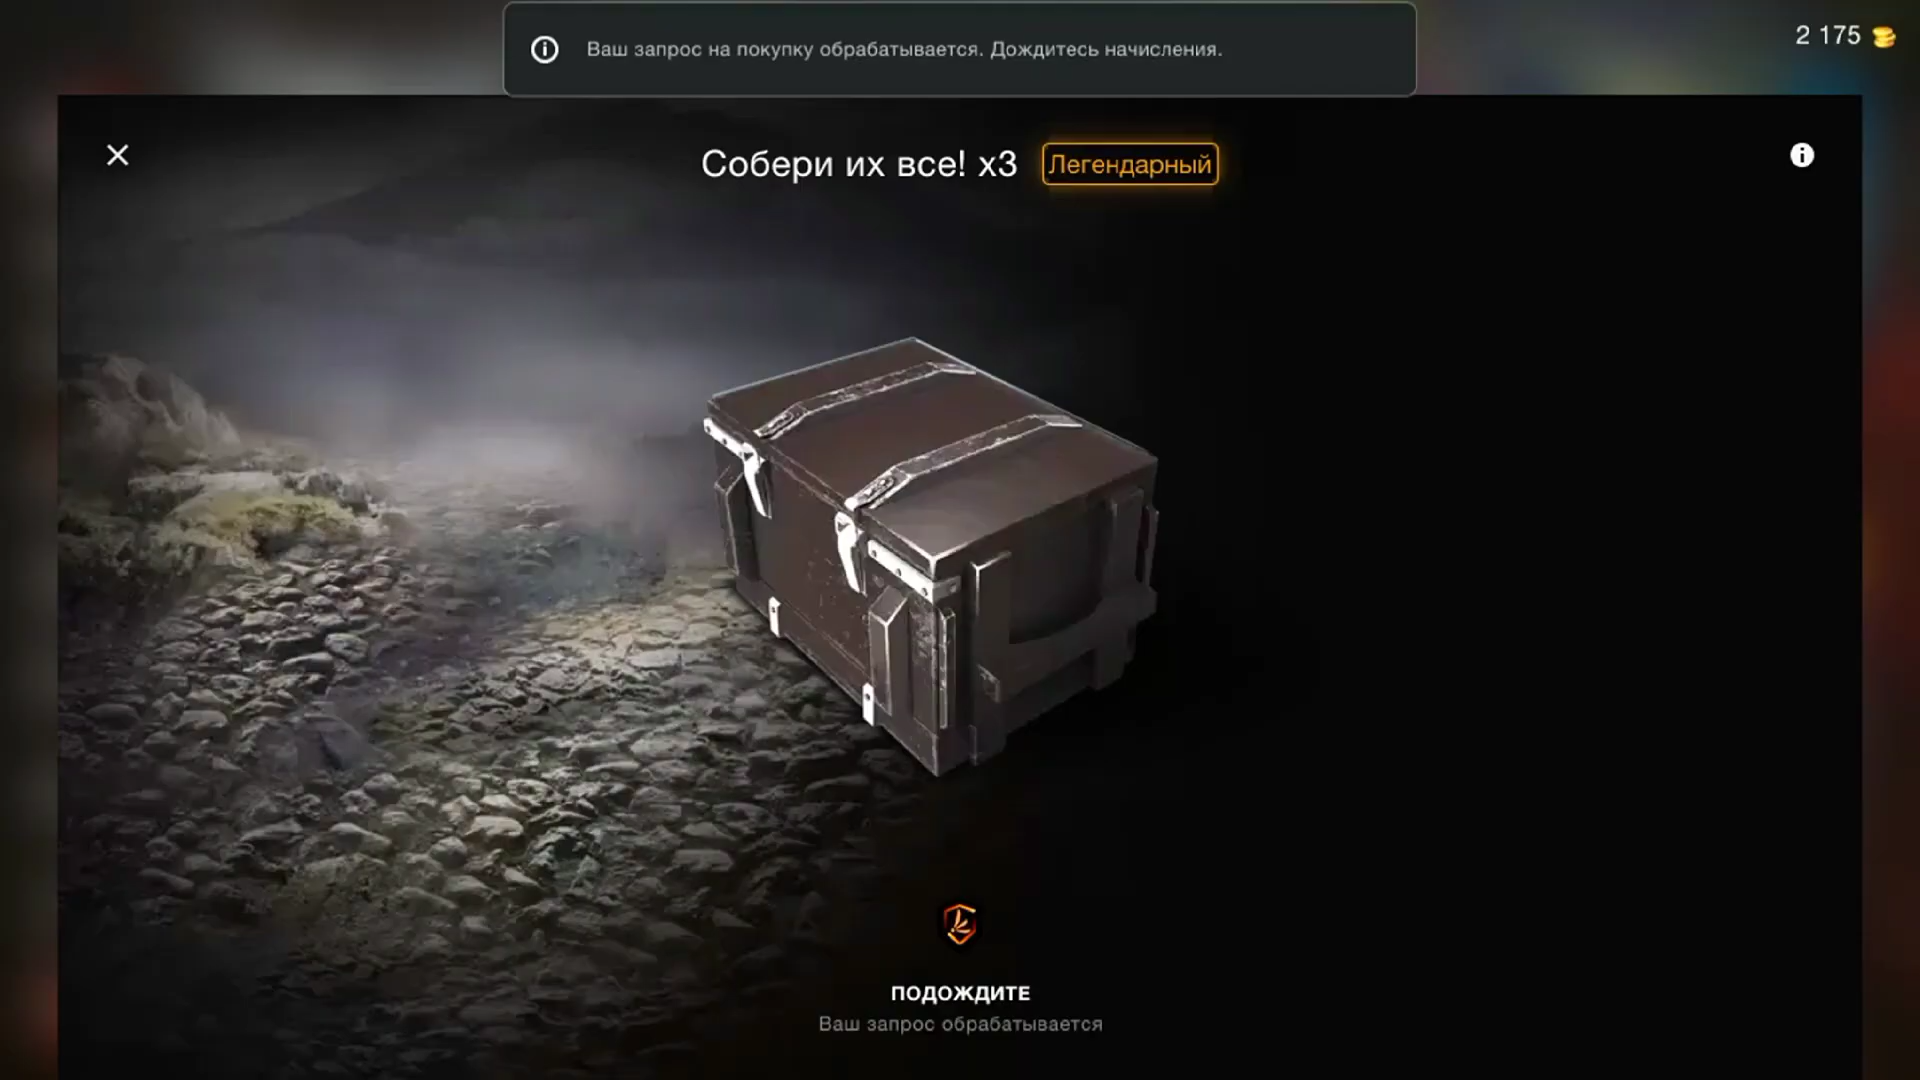 Ваш запрос на покупку обрабатывается. Дождитесь начисления.
2 175
Собери их все! x3
Легендарный
ПОДОЖДИТЕ
Ваш запрос обрабатывается